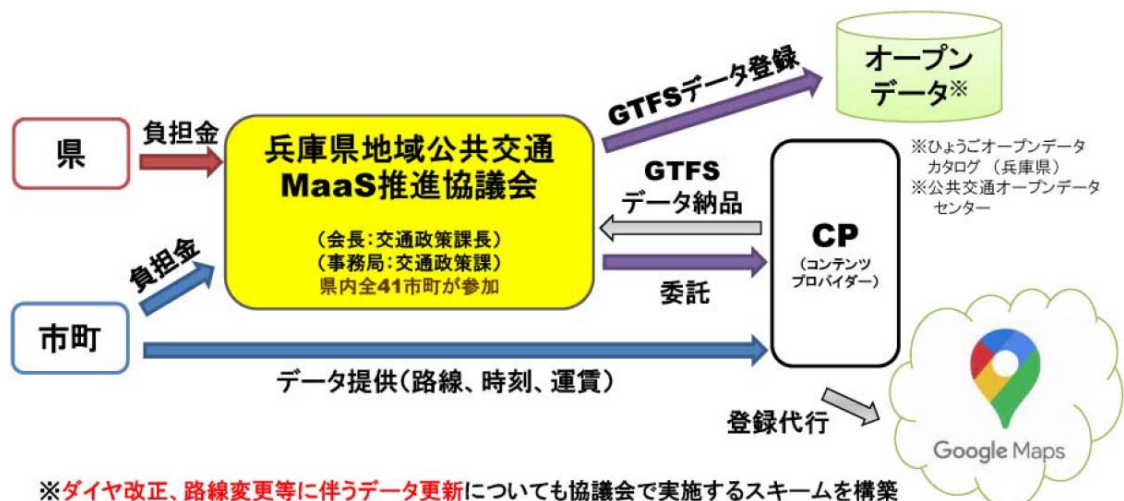 県
負担金
兵庫県地域公共交通
MaaS推進協議会
(会長:交通政策課長)
(事務局:交通政策課)
県内全41市町が参加
GTFSデータ登録
オープン
データ※
※ひょうごオープンデータ
カタログ (兵庫県)
※公共交通オープンデータ
センター
GTFS
データ納品
委託
CP
(コンテンツ
プロバイダー)
市町
負担金
データ提供(路線、時刻、運賃)
登録代行
Google Maps
※ダイヤ改正、路線変更等に伴うデータ更新についても協議会で実施するスキームを構築